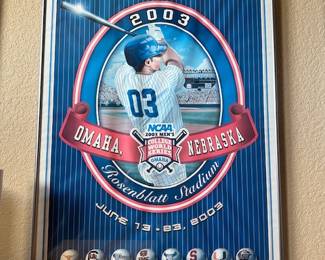 2003
03
NCAA
2003 MEN'S
COLLEGE
WORLD
SERIES
OMAHA
OMAHA,
NEBRASKA
Rosenblatt Stadium
JUNE 13 - 23, 2003